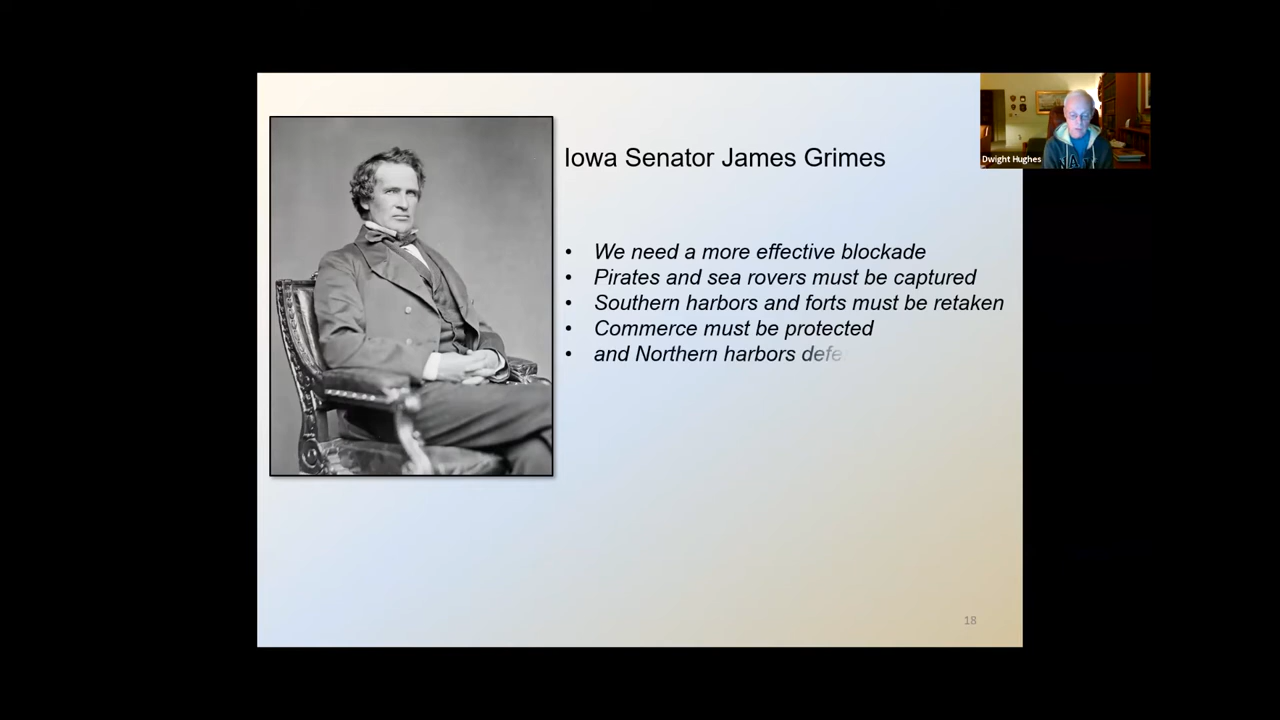 Iowa Senator James Grimes
Dwight Hughes
• We need a more effective blockade
• Pirates and sea rovers must be captured
• Southern harbors and forts must be retaken
• Commerce must be protected
• and Northern harbors defe
18